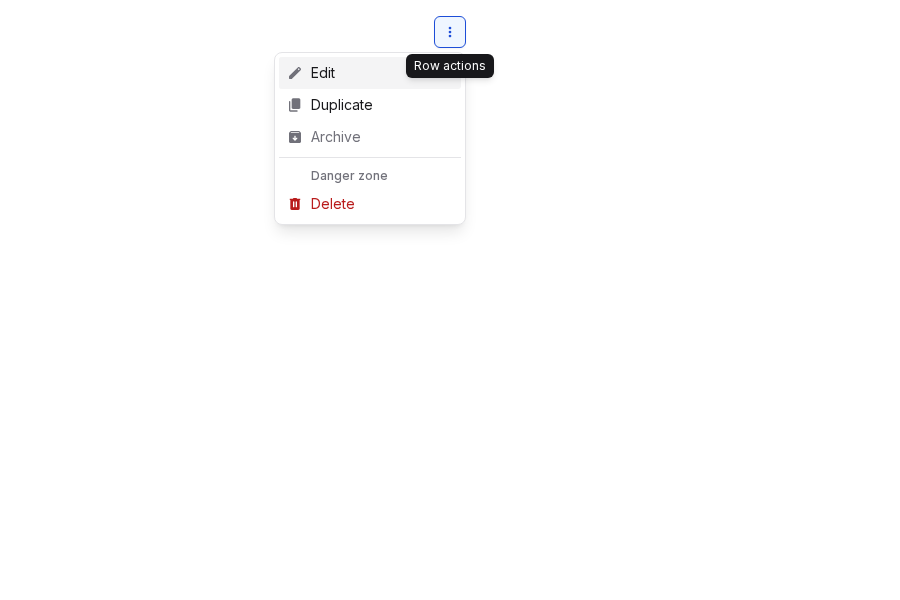 Row actions
Edit
Duplicate
Archive
Danger zone
Delete